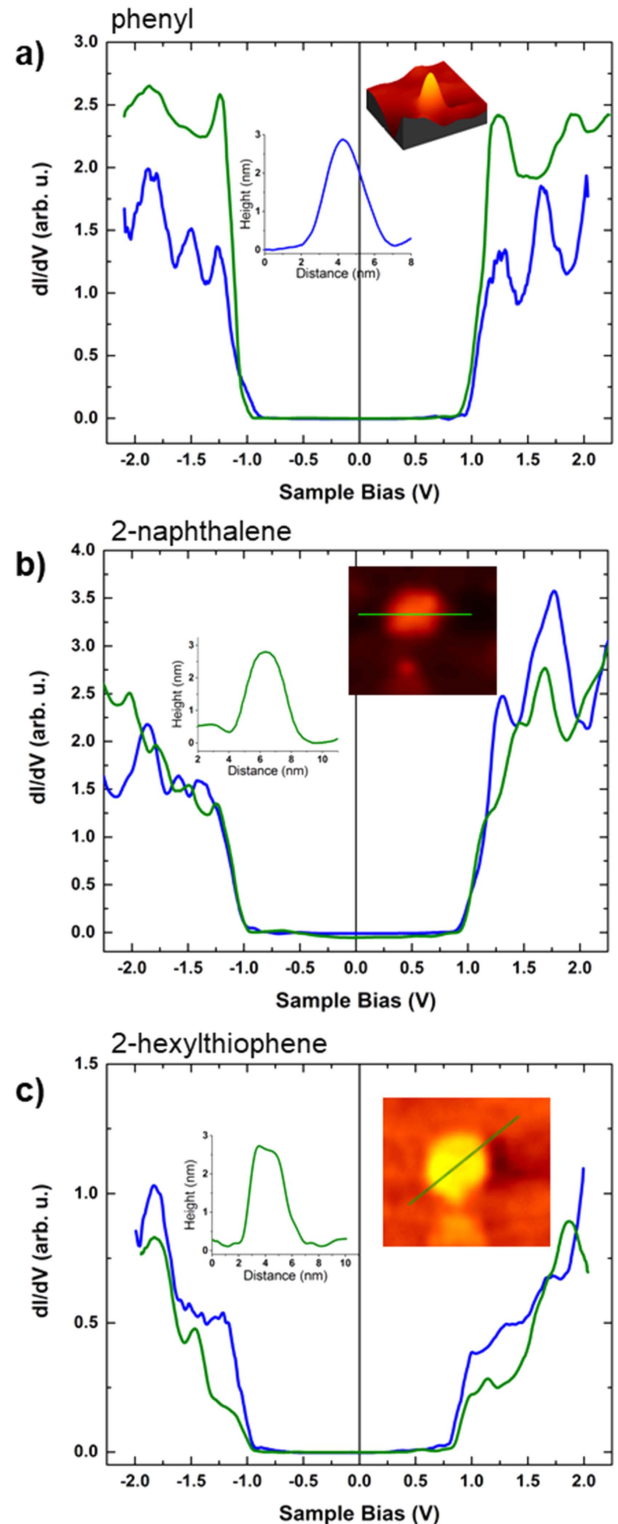 phenyl
a)
3.0
2.5
2.0
1.5
1.0
0.5
0.0
dI/dV (arb. u.)
3
2
1
0
Height (nm)
0 2 4 6 8
Distance (nm)
-2.0 -1.5 -1.0 -0.5 0.0 0.5 1.0 1.5 2.0
Sample Bias (V)
2-naphthalene
b)
4.0
3.5
3.0
2.5
2.0
1.5
1.0
0.5
0.0
dI/dV (arb. u.)
3
2
1
0
Height (nm)
2 4 6 8 10
Distance (nm)
-2.0 -1.5 -1.0 -0.5 0.0 0.5 1.0 1.5 2.0
Sample Bias (V)
2-hexylthiophene
c)
1.5
1.0
0.5
0.0
dI/dV (arb. u.)
3
2
1
0
Height (nm)
0 2 4 6 8 10
Distance (nm)
-2.0 -1.5 -1.0 -0.5 0.0 0.5 1.0 1.5 2.0
Sample Bias (V)